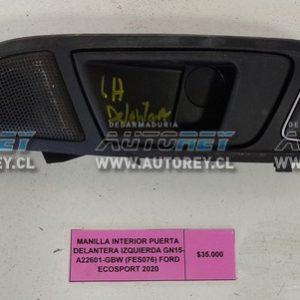 LH
Delantera
DESARMADURIA
AUTOREY
.CL
WWW.AUTOREY.CL
MANILLA INTERIOR PUERTA
DELANTERA IZQUIERDA GN15-
A22601-GBW (FES076) FORD
ECOSPORT 2020
$35.000